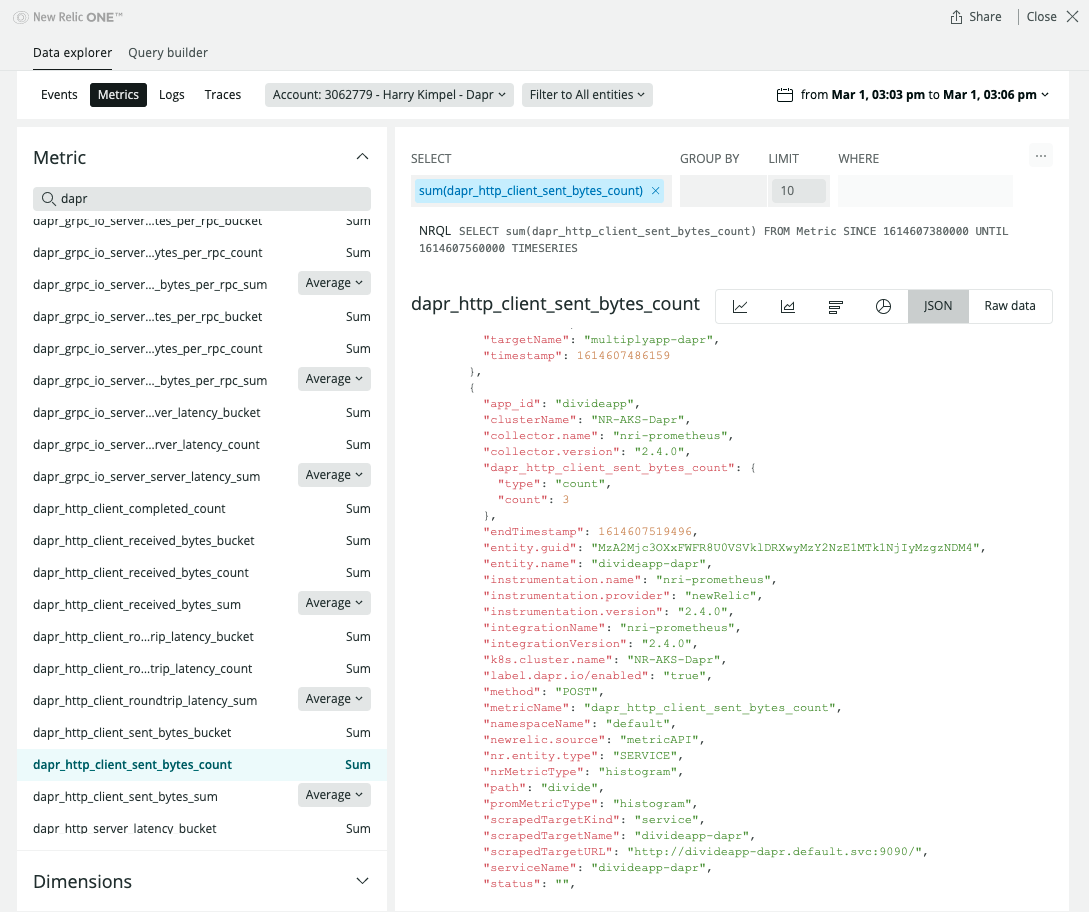 New Relic ONE™
Share
Close
Data explorer
Query builder
Events
Metrics
Logs
Traces
Account: 3062779 - Harry Kimpel - Dapr
Filter to All entities
from Mar 1, 03:03 pm to Mar 1, 03:06 pm
Metric
dapr
dapr_grpc_io_server...tes_per_rpc_bucket Sum
dapr_grpc_io_server...ytes_per_rpc_count Sum
dapr_grpc_io_server..._bytes_per_rpc_sum Average
dapr_grpc_io_server...tes_per_rpc_bucket Sum
dapr_grpc_io_server...ytes_per_rpc_count Sum
dapr_grpc_io_server..._bytes_per_rpc_sum Average
dapr_grpc_io_server...ver_latency_bucket Sum
dapr_grpc_io_server...rver_latency_count Sum
dapr_grpc_io_server_server_latency_sum Average
dapr_http_client_completed_count Sum
dapr_http_client_received_bytes_bucket Sum
dapr_http_client_received_bytes_count Sum
dapr_http_client_received_bytes_sum Average
dapr_http_client_ro...rip_latency_bucket Sum
dapr_http_client_ro...trip_latency_count Sum
dapr_http_client_roundtrip_latency_sum Average
dapr_http_client_sent_bytes_bucket Sum
dapr_http_client_sent_bytes_count Sum
dapr_http_client_sent_bytes_sum Average
dapr_http_server_latency_bucket Sum
Dimensions
SELECT
GROUP BY
LIMIT
WHERE
...
sum(dapr_http_client_sent_bytes_count) ×
10
NRQL SELECT sum(dapr_http_client_sent_bytes_count) FROM Metric SINCE 1614607380000 UNTIL
1614607560000 TIMESERIES
dapr_http_client_sent_bytes_count
JSON
Raw data
"targetName": "multiplyapp-dapr",
"timestamp": 1614607486159
},
{
"app_id": "divideapp",
"clusterName": "NR-AKS-Dapr",
"collector.name": "nri-prometheus",
"collector.version": "2.4.0",
"dapr_http_client_sent_bytes_count": {
"type": "count",
"count": 3
},
"endTimestamp": 1614607519496,
"entity.guid": "MzA2Mjc3OXxFWFR8U0VSVklDRXwyMzY2NzE1MTk1NjIyMzgzNDM4",
"entity.name": "divideapp-dapr",
"instrumentation.name": "nri-prometheus",
"instrumentation.provider": "newRelic",
"instrumentation.version": "2.4.0",
"integrationName": "nri-prometheus",
"integrationVersion": "2.4.0",
"k8s.cluster.name": "NR-AKS-Dapr",
"label.dapr.io/enabled": "true",
"method": "POST",
"metricName": "dapr_http_client_sent_bytes_count",
"namespaceName": "default",
"newrelic.source": "metricAPI",
"nr.entity.type": "SERVICE",
"nrMetricType": "histogram",
"path": "divide",
"promMetricType": "histogram",
"scrapedTargetKind": "service",
"scrapedTargetName": "divideapp-dapr",
"scrapedTargetURL": "http://divideapp-dapr.default.svc:9090/",
"serviceName": "divideapp-dapr",
"status": "",